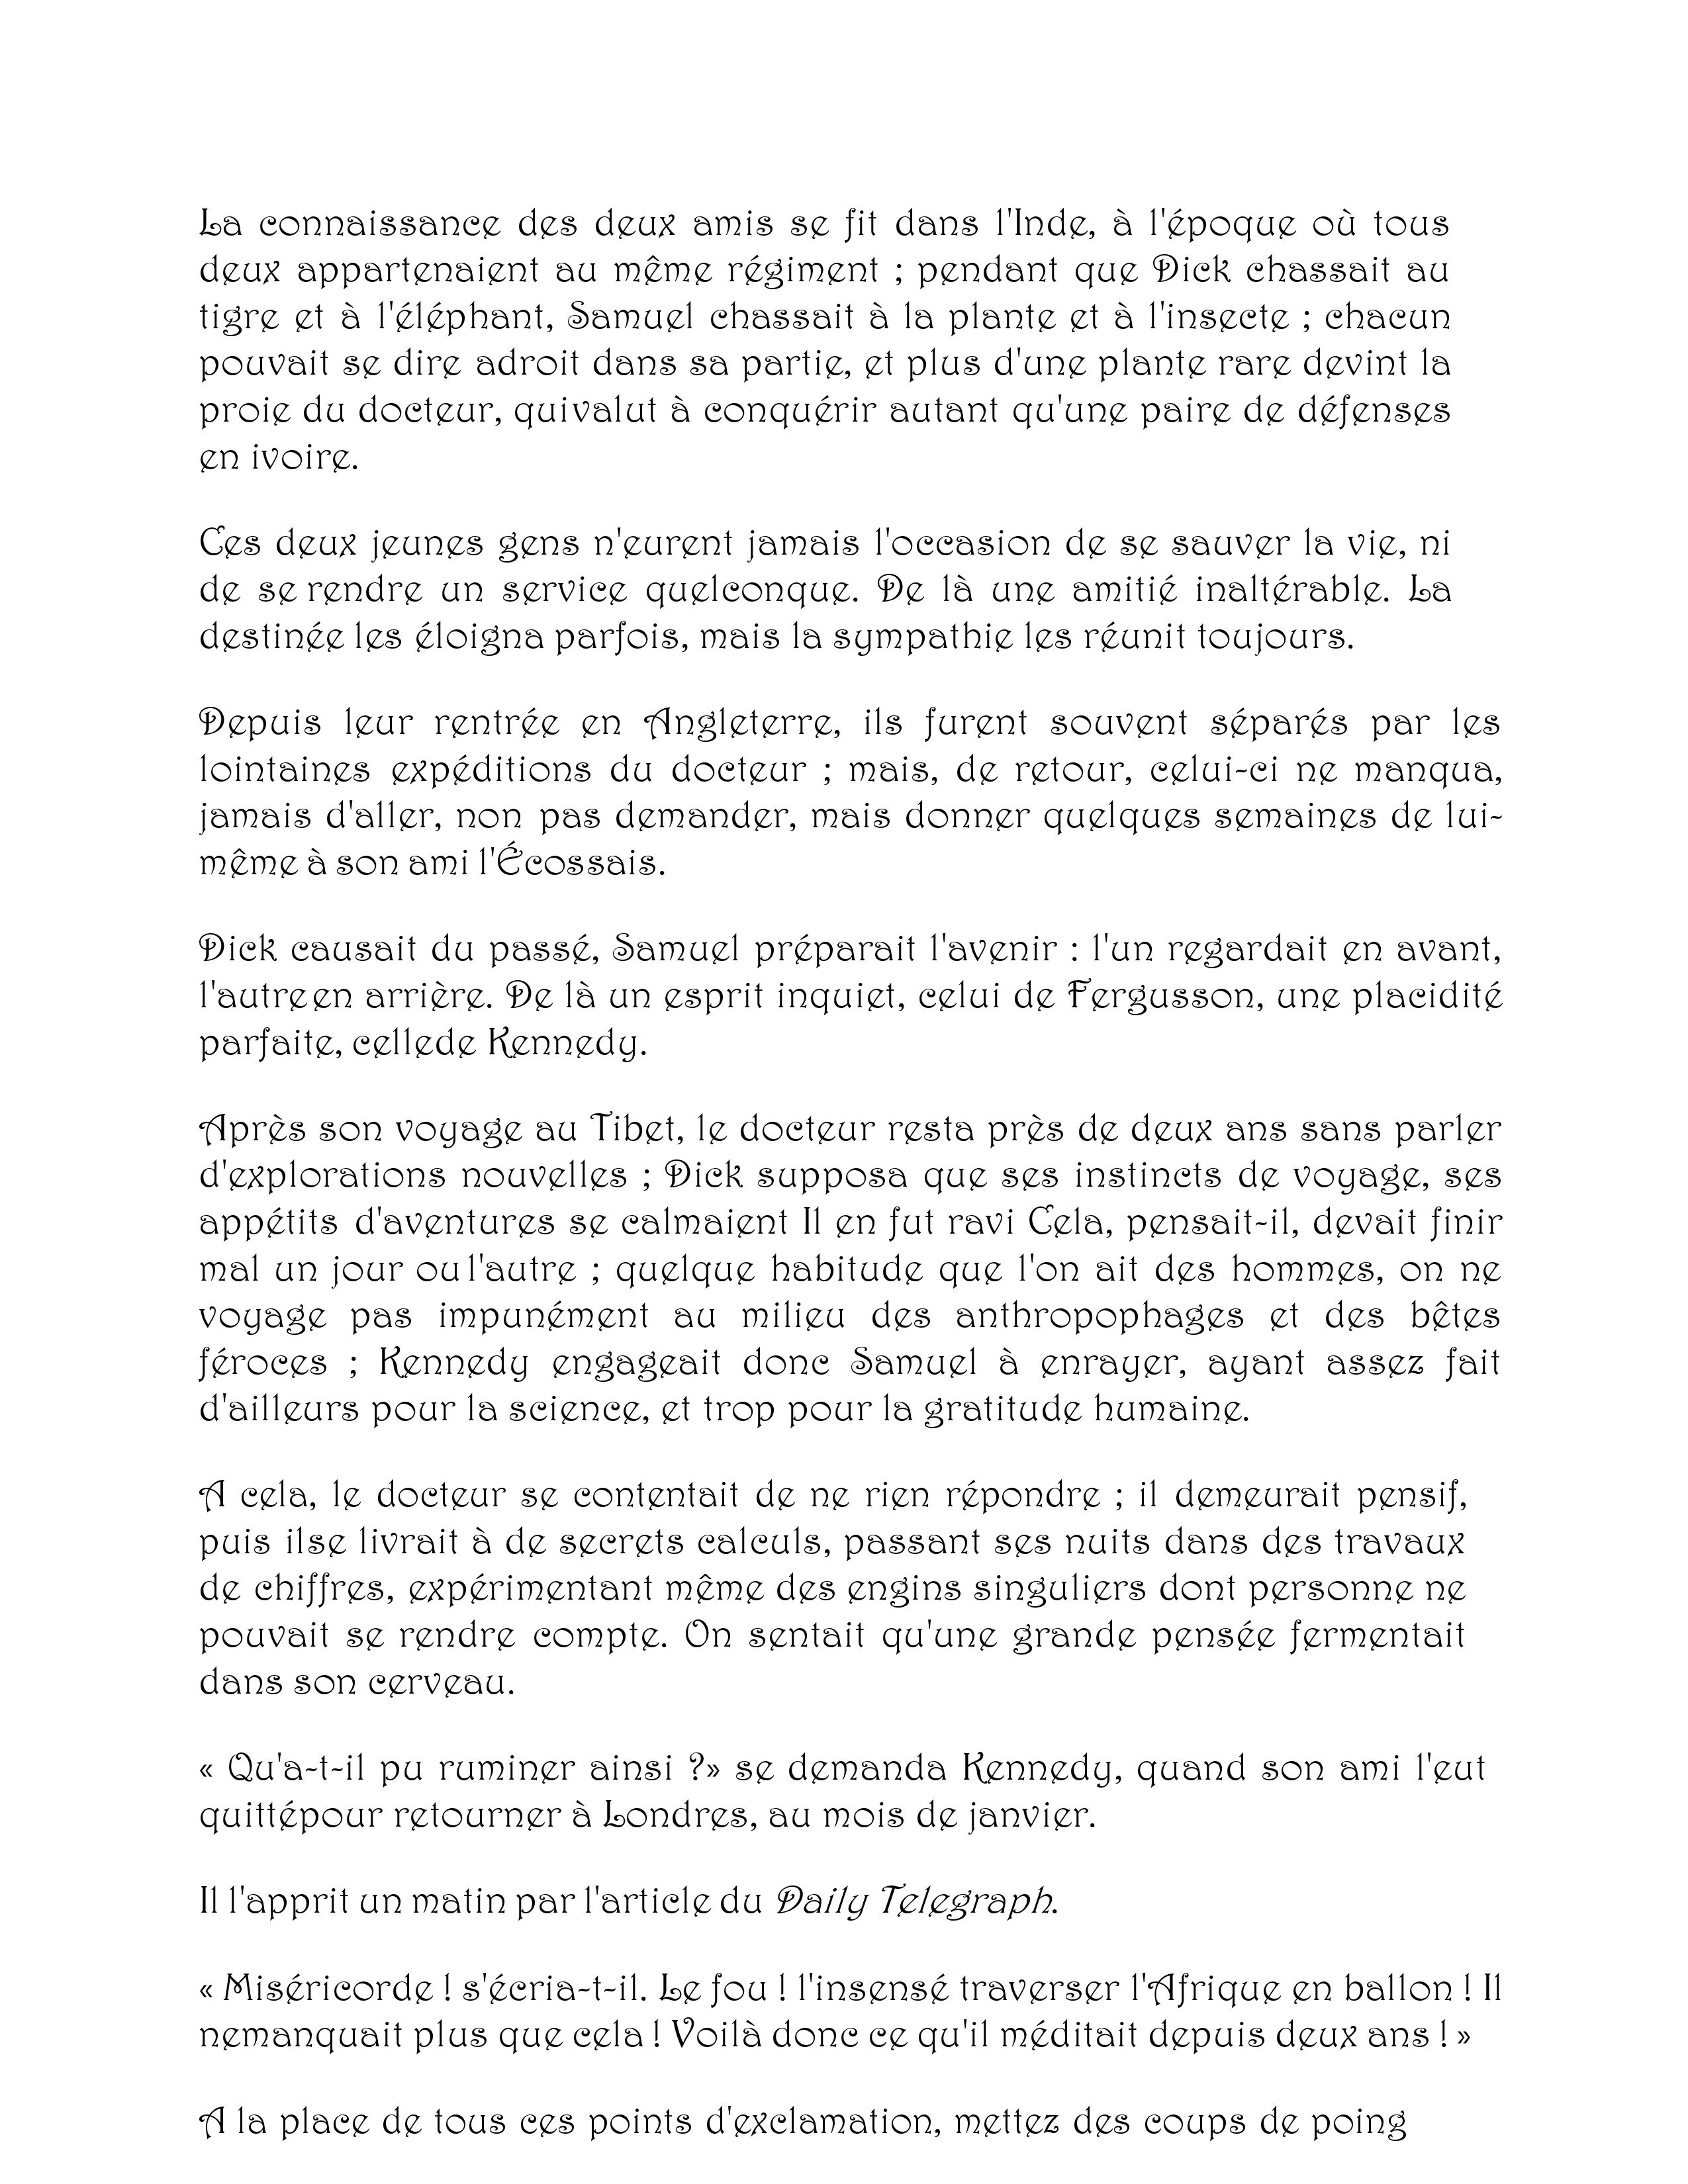 La connaissance des deux amis se fit dans l'Inde, à l'époque où tous
deux appartenaient au même régiment ; pendant que Dick chassait au
tigre et à l'éléphant, Samuel chassait à la plante et à l'insecte ; chacun
pouvait se dire adroit dans sa partie, et plus d'une plante rare devint la
proie du docteur, quivalut à conquérir autant qu'une paire de défenses
en ivoire.
Ces deux jeunes gens n'eurent jamais l'occasion de se sauver la vie, ni
de se rendre un service quelconque. De là une amitié inaltérable. La
destinée les éloigna parfois, mais la sympathie les réunit toujours.
Depuis leur rentrée en Angleterre, ils furent souvent séparés par les
lointaines expéditions du docteur ; mais, de retour, celui-ci ne manqua,
jamais d'aller, non pas demander, mais donner quelques semaines de lui-
même à son ami l'Écossais.
Dick causait du passé, Samuel préparait l'avenir : l'un regardait en avant,
l'autreen arrière. De là un esprit inquiet, celui de Fergusson, une placidité
parfaite, cellede Kennedy.
Après son voyage au Tibet, le docteur resta près de deux ans sans parler
d'explorations nouvelles ; Dick supposa que ses instincts de voyage, ses
appétits d'aventures se calmaient Il en fut ravi Cela, pensait-il, devait finir
mal un jour oul'autre ; quelque habitude que l'on ait des hommes, on ne
voyage pas impunément au milieu des anthropophages et des bêtes
féroces ; Kennedy engageait donc Samuel à enrayer, ayant assez fait
d'ailleurs pour la science, et trop pour la gratitude humaine.
A cela, le docteur se contentait de ne rien répondre ; il demeurait pensif,
puis ilse livrait à de secrets calculs, passant ses nuits dans des travaux
de chiffres, expérimentant même des engins singuliers dont personne ne
pouvait se rendre compte. On sentait qu'une grande pensée fermentait
dans son cerveau.
« Qu'a-t-il pu ruminer ainsi ?» se demanda Kennedy, quand son ami l'eut
quittépour retourner à Londres, au mois de janvier.
Il l'apprit un matin par l'article du Daily Telegraph.
« Miséricorde ! s'écria-t-il. Le fou ! l'insensé traverser l'Afrique en ballon ! Il
nemanquait plus que cela ! Voilà donc ce qu'il méditait depuis deux ans ! »
A la place de tous ces points d'exclamation, mettez des coups de poing